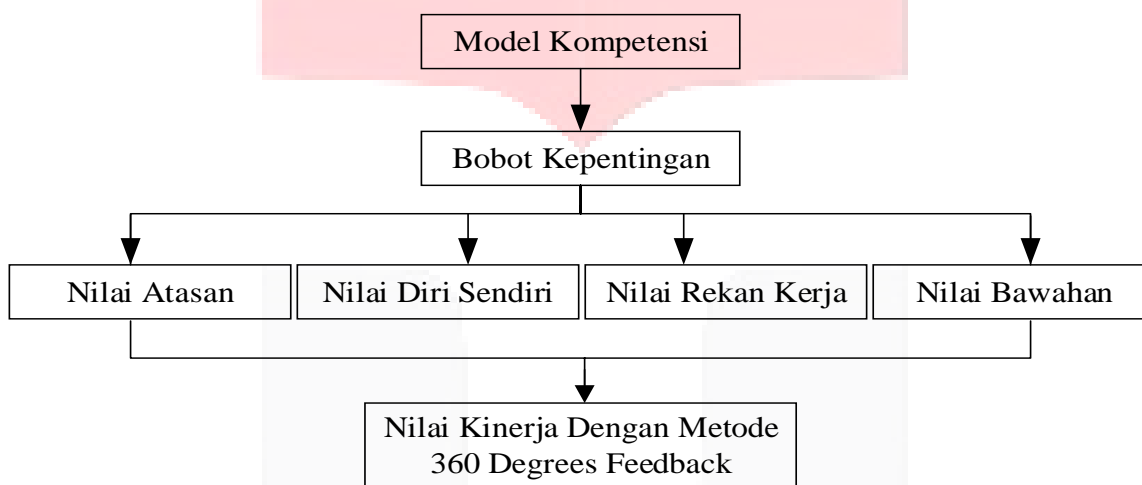 Model Kompetensi
Bobot Kepentingan
Nilai Atasan
Nilai Diri Sendiri
Nilai Rekan Kerja
Nilai Bawahan
Nilai Kinerja Dengan Metode
360 Degrees Feedback